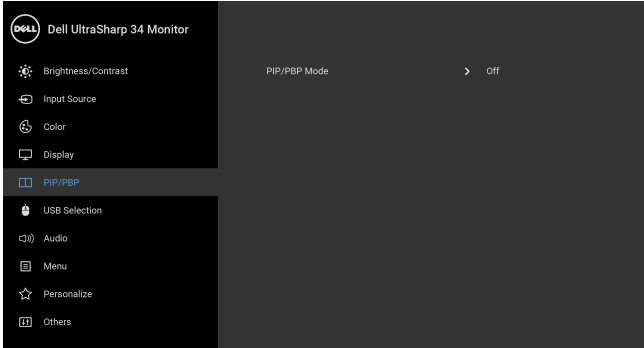 DELL
Dell UltraSharp 34 Monitor
Brightness/Contrast
PIP/PBP Mode
Off
Input Source
Color
Display
PIP/PBP
USB Selection
Audio
Menu
Personalize
Others